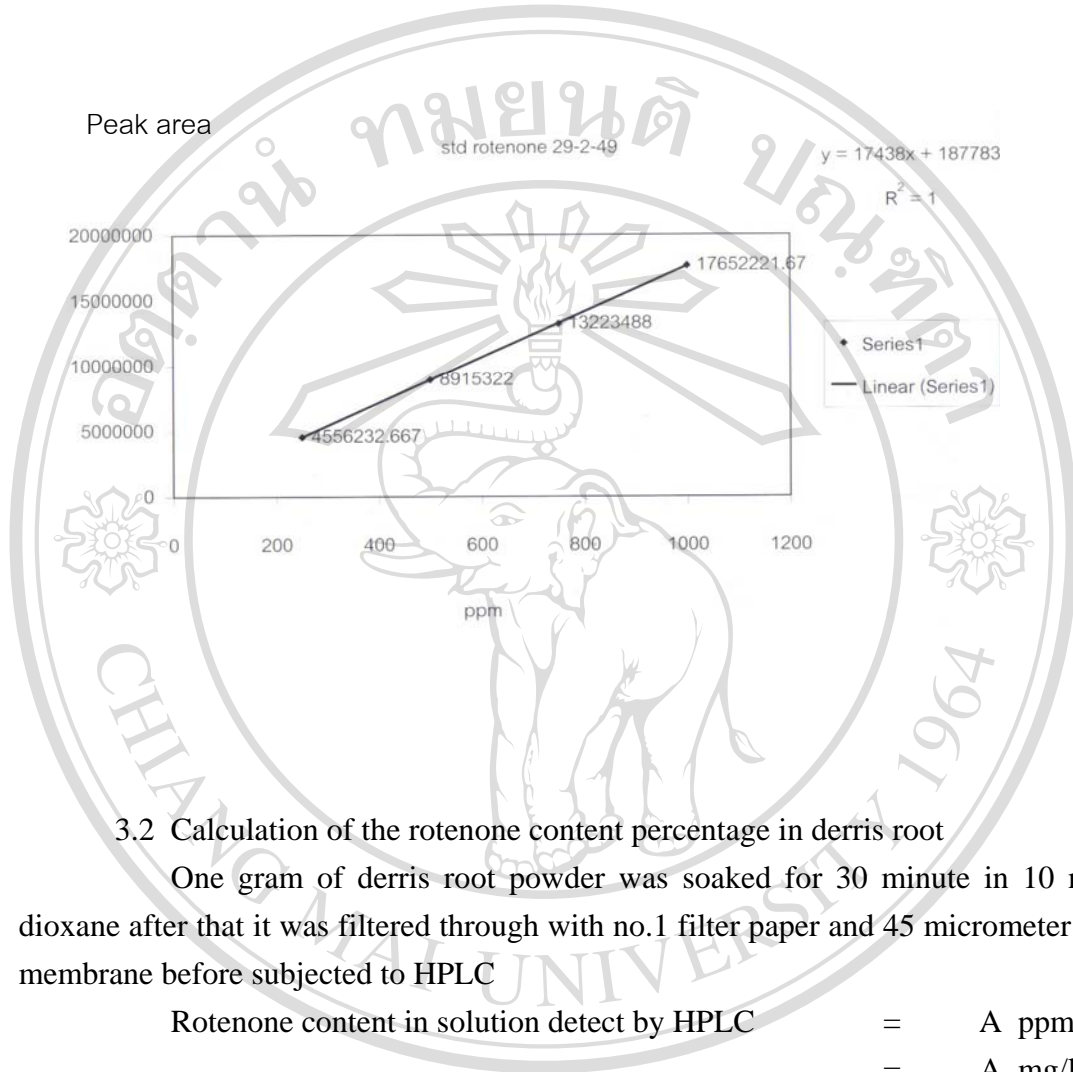 Peak area
std rotenone 29-2-49
y = 17438x + 187783
R² = 1
20000000
15000000
10000000
5000000
0
17652221.67
13223488
8915322
4556232.667
Series1
Linear (Series1)
0 200 400 600 800 1000 1200
ppm
CHIANG MAI UNIVERSITY 1964
3.2 Calculation of the rotenone content percentage in derris root
One gram of derris root powder was soaked for 30 minute in 10 m
dioxane after that it was filtered through with no.1 filter paper and 45 micrometer
membrane before subjected to HPLC
Rotenone content in solution detect by HPLC = A ppm